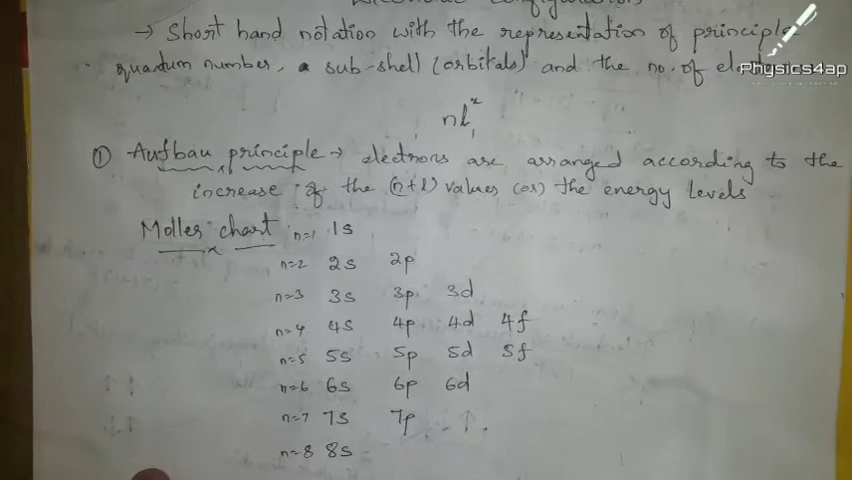 Electronic configuration
→ Short hand notation with the representation of principle
quantum number, sub-shell (orbitals) and the no. of
Physics4ap
nl^x
① Aufbau principle → electrons are arranged according to the
increase of the (n+l) values (or) the energy levels
Moller chart n=1 1s
n=2 2s 2p
n=3 3s 3p 3d
n=4 4s 4p 4d 4f
n=5 5s 5p 5d 5f
n=6 6s 6p 6d
n=7 7s 7p
n=8 8s